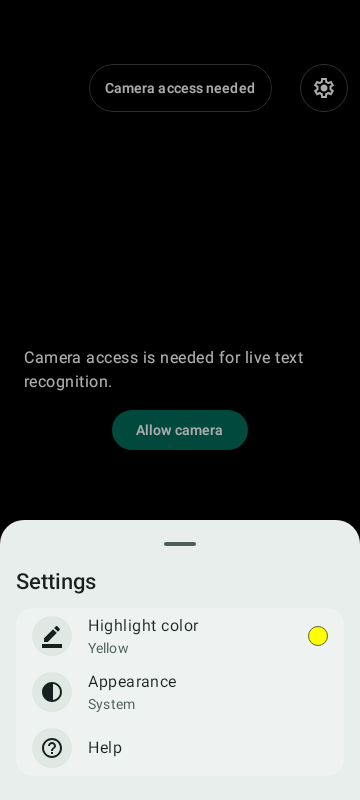 Camera access needed
Camera access is needed for live text
recognition.
Allow camera
Settings
Highlight color
Yellow
Appearance
System
Help